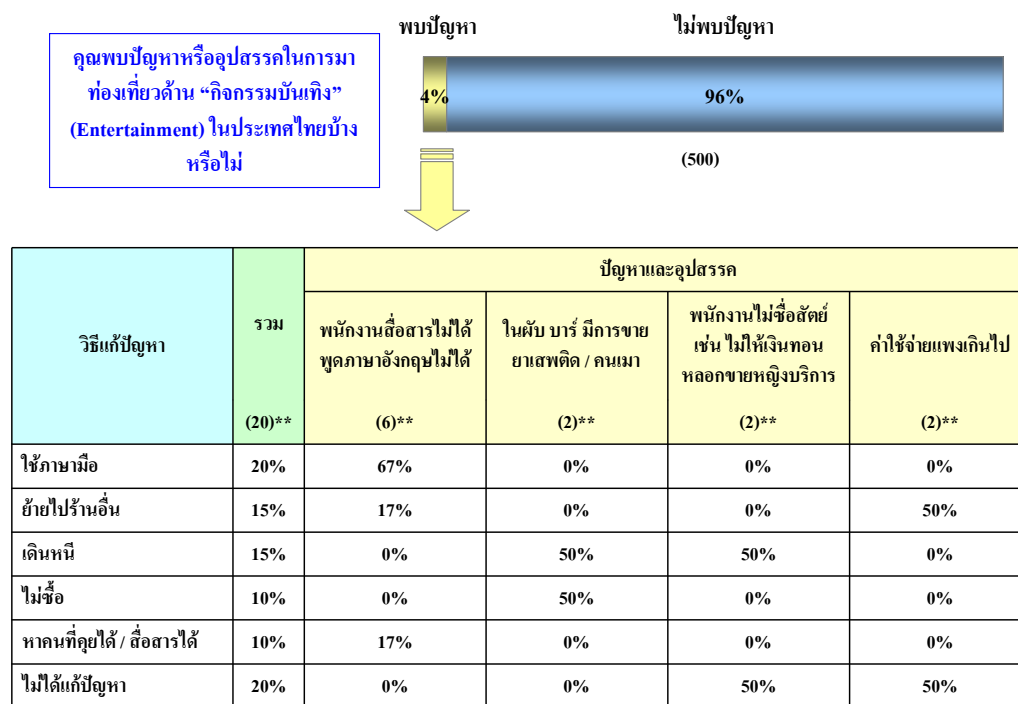 พบปัญหา ไม่พบปัญหา
คุณพบปัญหาหรืออุปสรรคในการมา
ท่องเที่ยวด้าน “กิจกรรมบันเทิง”
(Entertainment) ในประเทศไทยบ้าง
หรือไม่
4% 96%
(500)
ปัญหาและอุปสรรค
วิธีแก้ปัญหา
รวม
(20)**
พนักงานสื่อสารไม่ได้
พูดภาษาอังกฤษไม่ได้
(6)**
ในผับ บาร์ มีการขาย
ยาเสพติด / คนเมา
(2)**
พนักงานไม่ซื่อสัตย์
เช่น ไม่ให้เงินทอน
หลอกขายหญิงบริการ
(2)**
ค่าใช้จ่ายแพงเกินไป
(2)**
ใช้ภาษามือ 20% 67% 0% 0% 0%
ย้ายไปร้านอื่น 15% 17% 0% 0% 50%
เดินหนี 15% 0% 50% 50% 0%
ไม่ซื้อ 10% 0% 50% 0% 0%
หาคนที่คุยได้ / สื่อสารได้ 10% 17% 0% 0% 0%
ไม่ได้แก้ปัญหา 20% 0% 0% 50% 50%